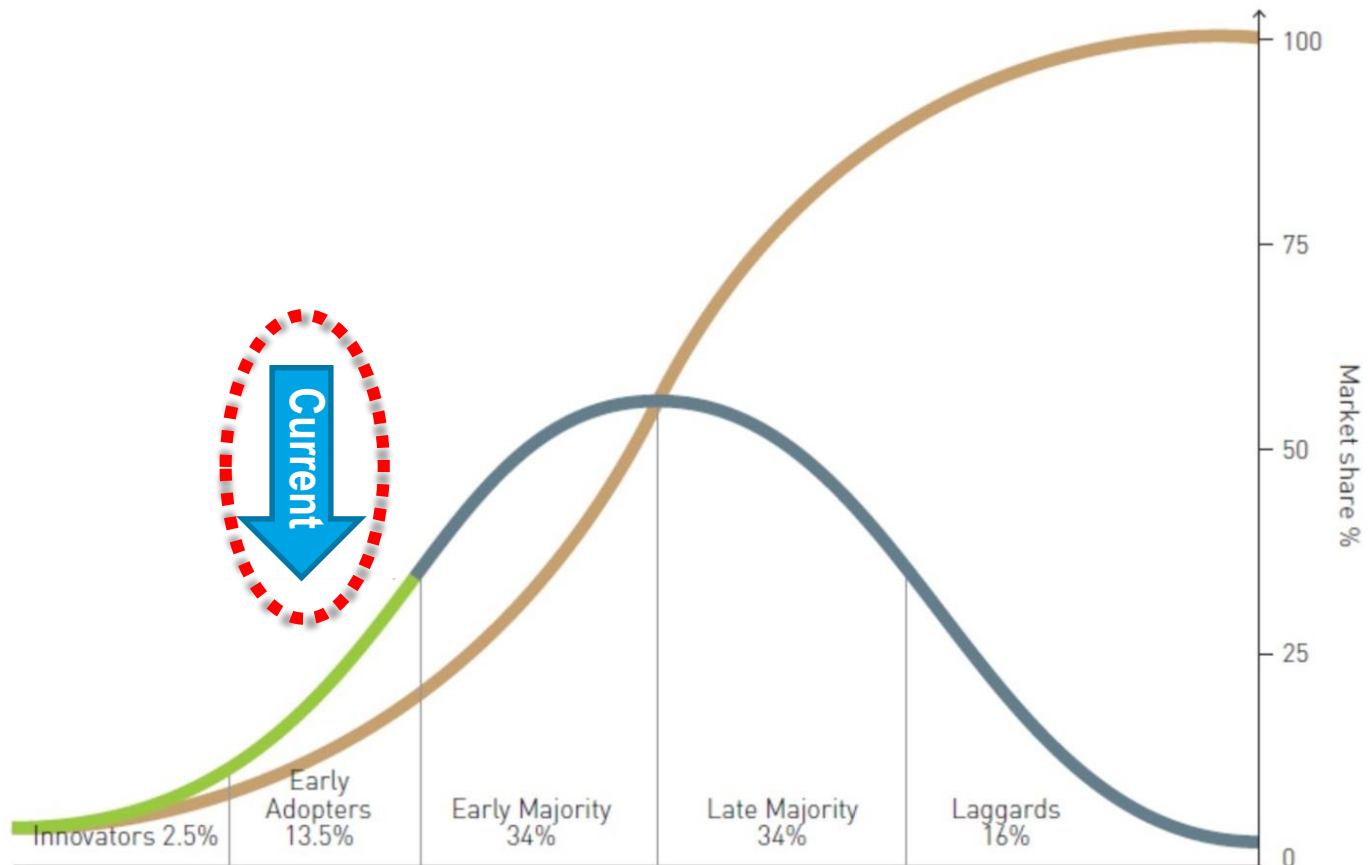 100
75
50
25
0
Market share %
Current
Innovators 2.5%
Early
Adopters
13.5%
Early Majority
34%
Late Majority
34%
Laggards
16%